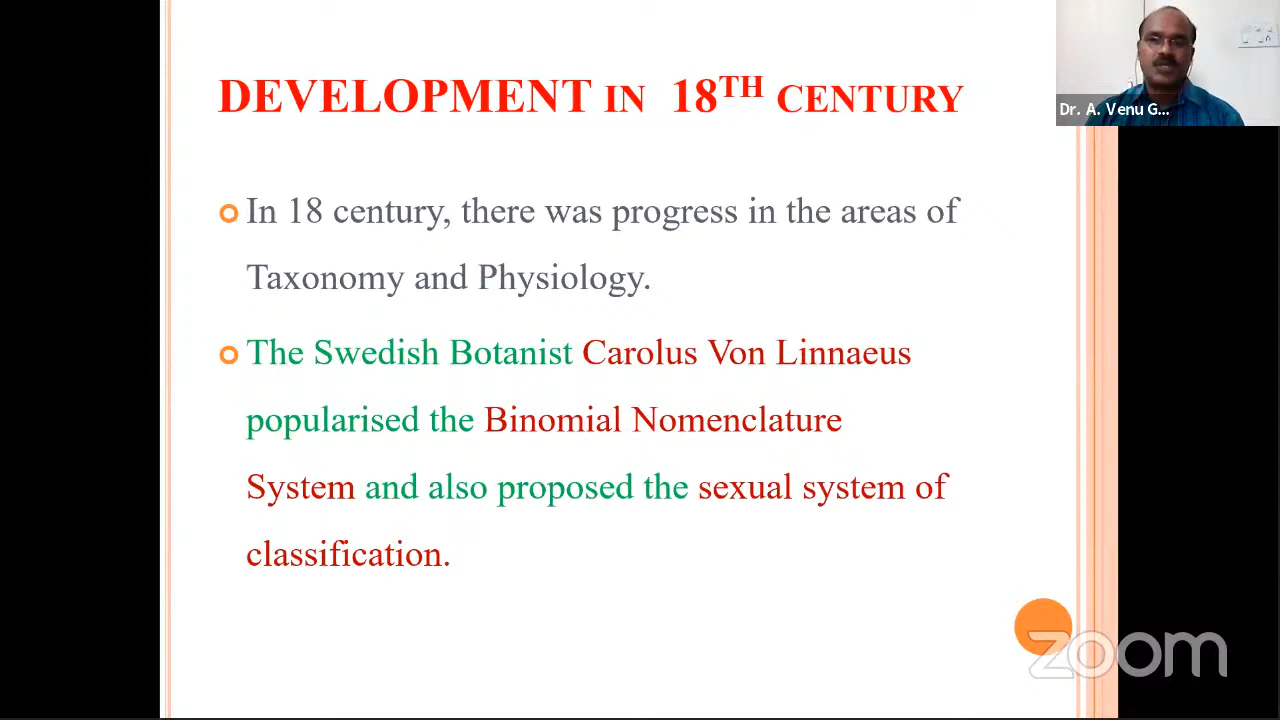 DEVELOPMENT IN 18TH CENTURY
Dr. A. Venu G...
In 18 century, there was progress in the areas of
Taxonomy and Physiology.
The Swedish Botanist Carolus Von Linnaeus
popularised the Binomial Nomenclature
System and also proposed the sexual system of
classification.
zoom